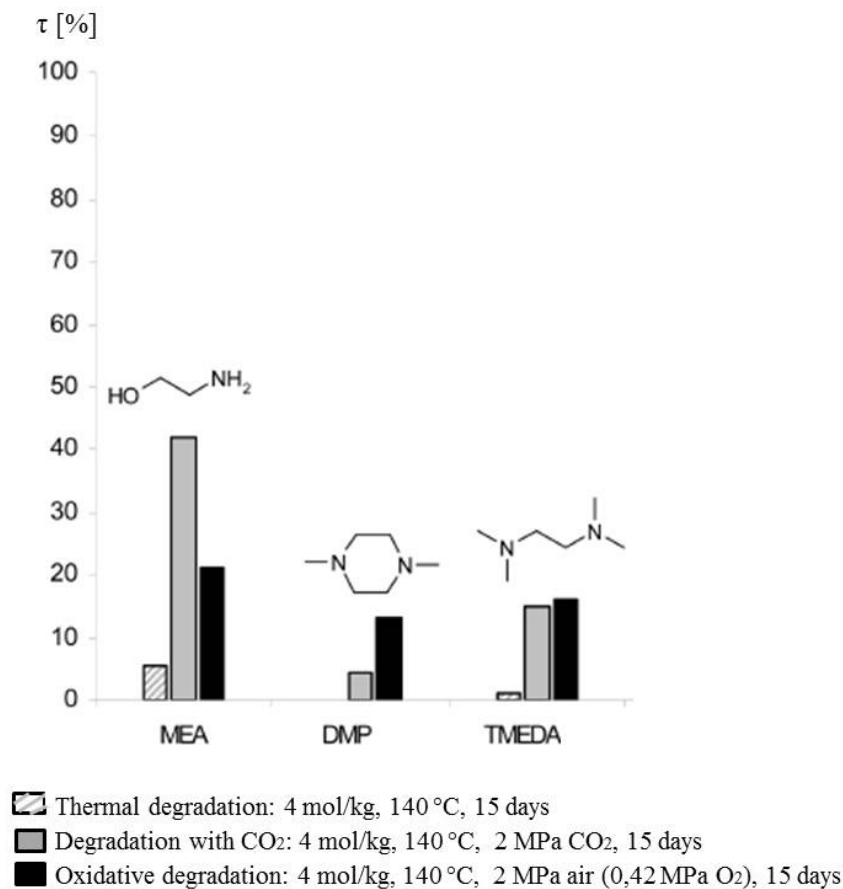 τ [%]
100
90
80
70
60
50
40
30
20
10
0
HO NH₂
N N
N N
MEA DMP TMEDA
Thermal degradation: 4 mol/kg, 140 °C, 15 days
Degradation with CO₂: 4 mol/kg, 140 °C, 2 MPa CO₂, 15 days
Oxidative degradation: 4 mol/kg, 140 °C, 2 MPa air (0,42 MPa O₂), 15 days